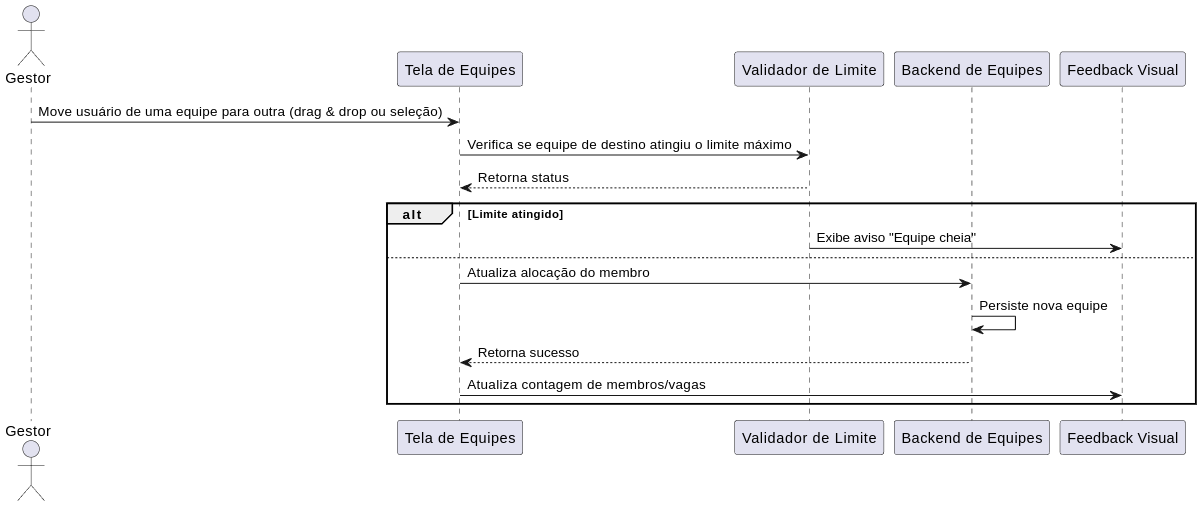 Gestor
Tela de Equipes
Validador de Limite
Backend de Equipes
Feedback Visual
Move usuário de uma equipe para outra (drag & drop ou seleção)
Verifica se equipe de destino atingiu o limite máximo
Retorna status
alt
[Limite atingido]
Exibe aviso "Equipe cheia"
Atualiza alocação do membro
Persiste nova equipe
Retorna sucesso
Atualiza contagem de membros/vagas
Gestor
Tela de Equipes
Validador de Limite
Backend de Equipes
Feedback Visual